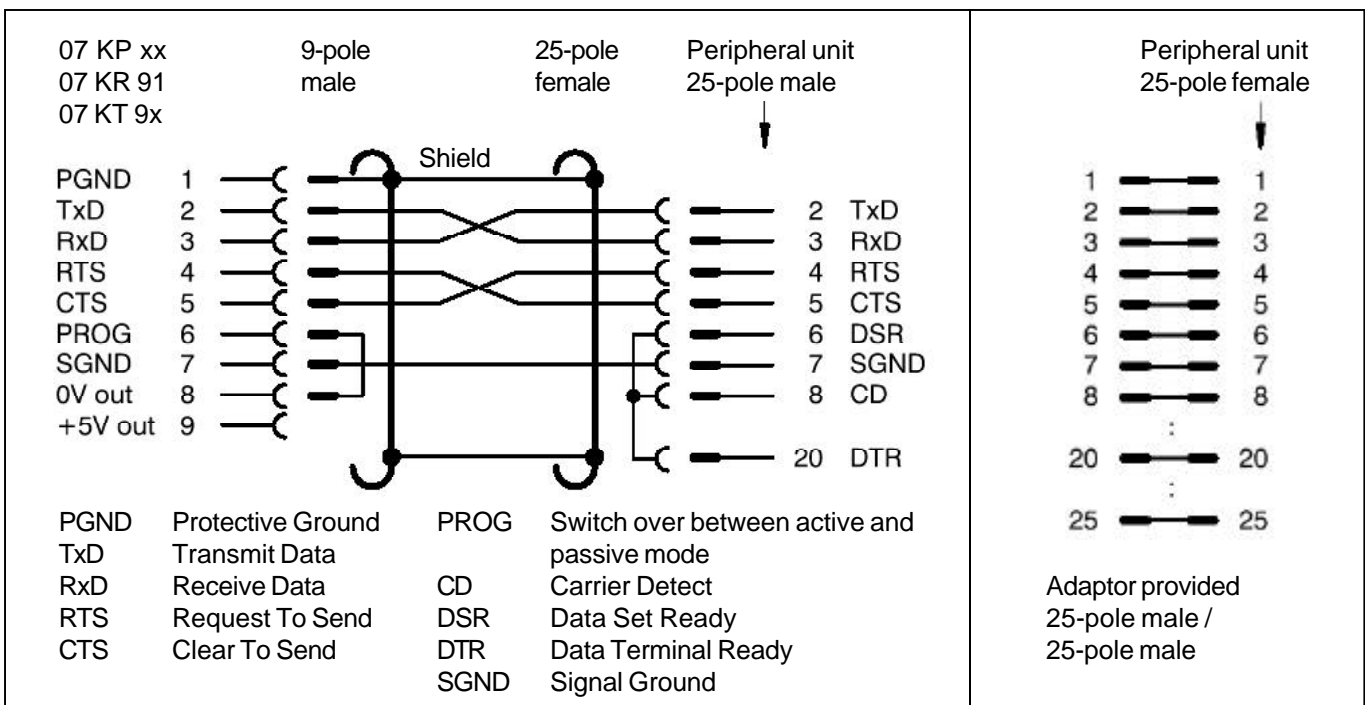 07 KP xx 9-pole 25-pole Peripheral unit
07 KR 91 male female 25-pole male
07 KT 9x
Shield
PGND 1
TxD 2 2 TxD
RxD 3 3 RxD
RTS 4 4 RTS
CTS 5 5 CTS
PROG 6 6 DSR
SGND 7 7 SGND
0V out 8 8 CD
+5V out 9
20 DTR
PGND Protective Ground PROG Switch over between active and
TxD Transmit Data passive mode
RxD Receive Data CD Carrier Detect
RTS Request To Send DSR Data Set Ready
CTS Clear To Send DTR Data Terminal Ready
SGND Signal Ground
Peripheral unit
25-pole female
1 1
2 2
3 3
4 4
5 5
6 6
7 7
8 8
:
20 20
:
25 25
Adaptor provided
25-pole male /
25-pole male